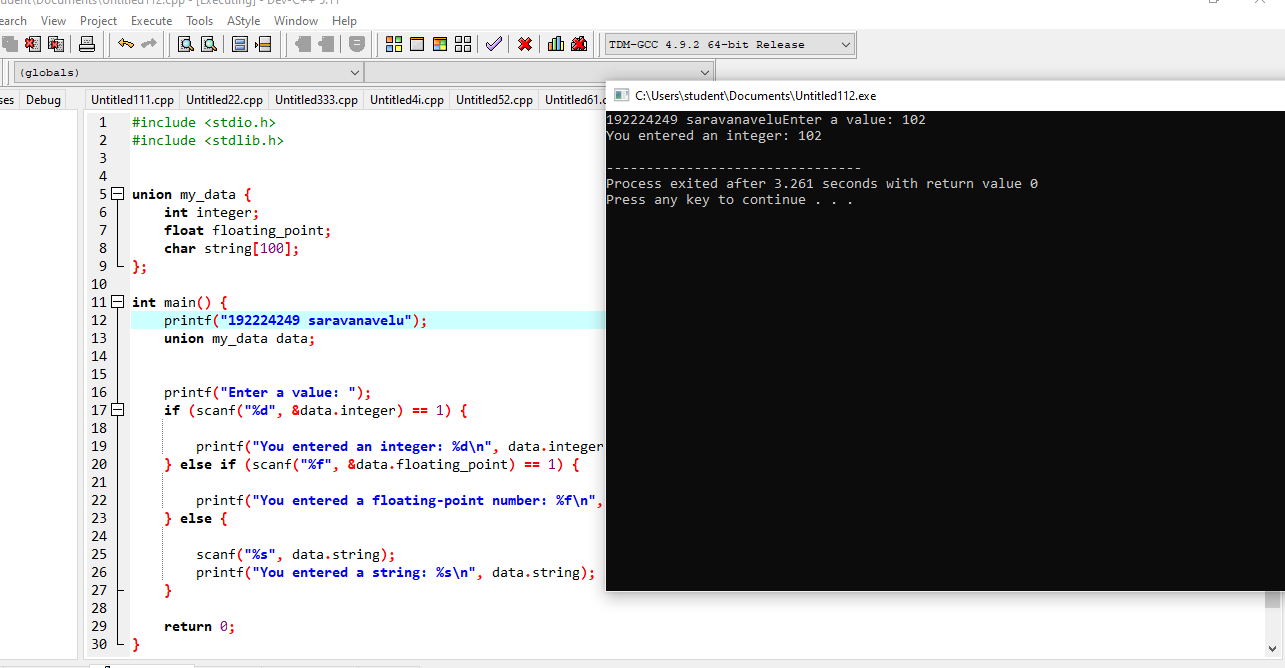 student\Documents\Untitled112.cpp - [Executing] - Dev-C++ 5.11
earch View Project Execute Tools AStyle Window Help
TDM-GCC 4.9.2 64-bit Release
(globals)
ses Debug Untitled111.cpp Untitled22.cpp Untitled333.cpp Untitled4i.cpp Untitled52.cpp Untitled61.c
1 #include <stdio.h>
2 #include <stdlib.h>
3
4
5 union my_data {
6 int integer;
7 float floating_point;
8 char string[100];
9 };
10
11 int main() {
12 printf("192224249 saravanavelu");
13 union my_data data;
14
15
16 printf("Enter a value: ");
17 if (scanf("%d", &data.integer) == 1) {
18
19 printf("You entered an integer: %d\n", data.integer
20 } else if (scanf("%f", &data.floating_point) == 1) {
21
22 printf("You entered a floating-point number: %f\n",
23 } else {
24
25 scanf("%s", data.string);
26 printf("You entered a string: %s\n", data.string);
27 }
28
29 return 0;
30 }
C:\Users\student\Documents\Untitled112.exe
192224249 saravanaveluEnter a value: 102
You entered an integer: 102
--------------------------------
Process exited after 3.261 seconds with return value 0
Press any key to continue . . .